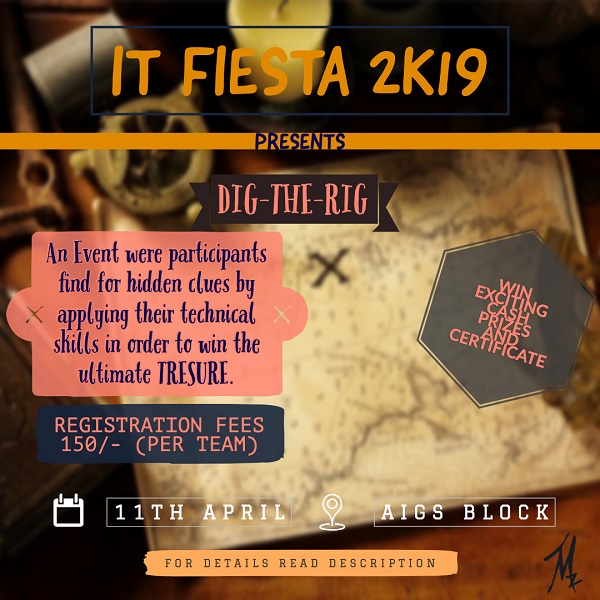 IT FIESTA 2K19
PRESENTS
DIG-THE-RIG
An Event were participants
find for hidden clues by
applying their technical
skills in order to win the
ultimate TRESURE.
WIN
EXCITING
CASH
PRIZES
AND
CERTIFICATE
REGISTRATION FEES
150/- (PER TEAM)
11TH APRIL
AIGS BLOCK
FOR DETAILS READ DESCRIPTION